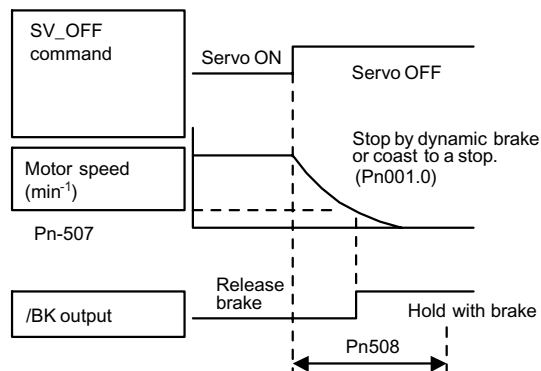 SV_OFF
command
Servo ON
Servo OFF
Stop by dynamic brake
or coast to a stop.
(Pn001.0)
Motor speed
(min-1)
Pn-507
Release
brake
/BK output
Hold with brake
Pn508